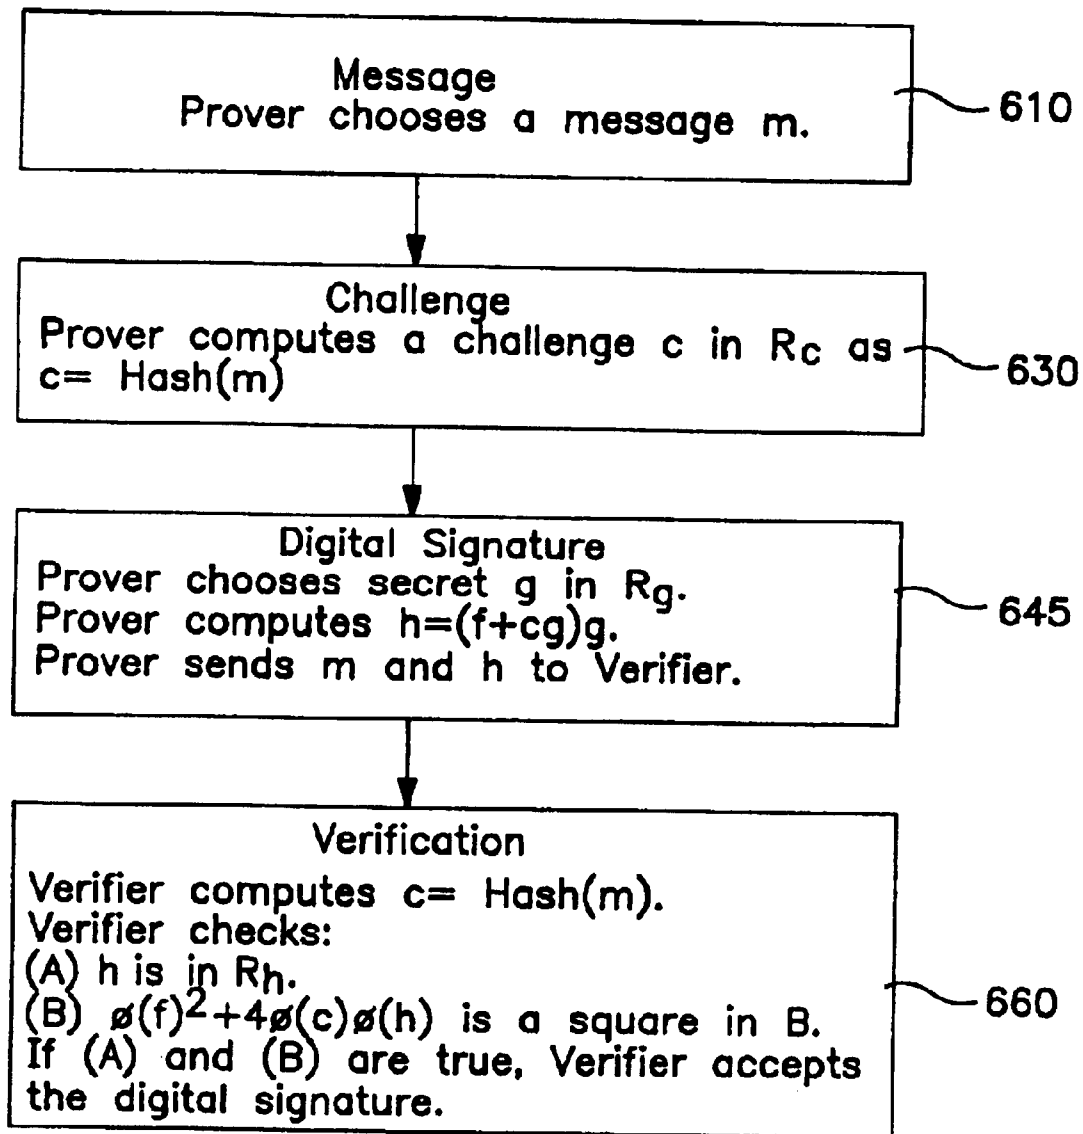 Message
Prover chooses a message m.
610
Challenge
Prover computes a challenge c in Rc as
c= Hash(m)
630
Digital Signature
Prover chooses secret g in Rg.
Prover computes h=(f+cg)g.
Prover sends m and h to Verifier.
645
Verification
Verifier computes c= Hash(m).
Verifier checks:
(A) h is in Rh.
(B) ø(f)²+4ø(c)ø(h) is a square in B.
If (A) and (B) are true, Verifier accepts
the digital signature.
660